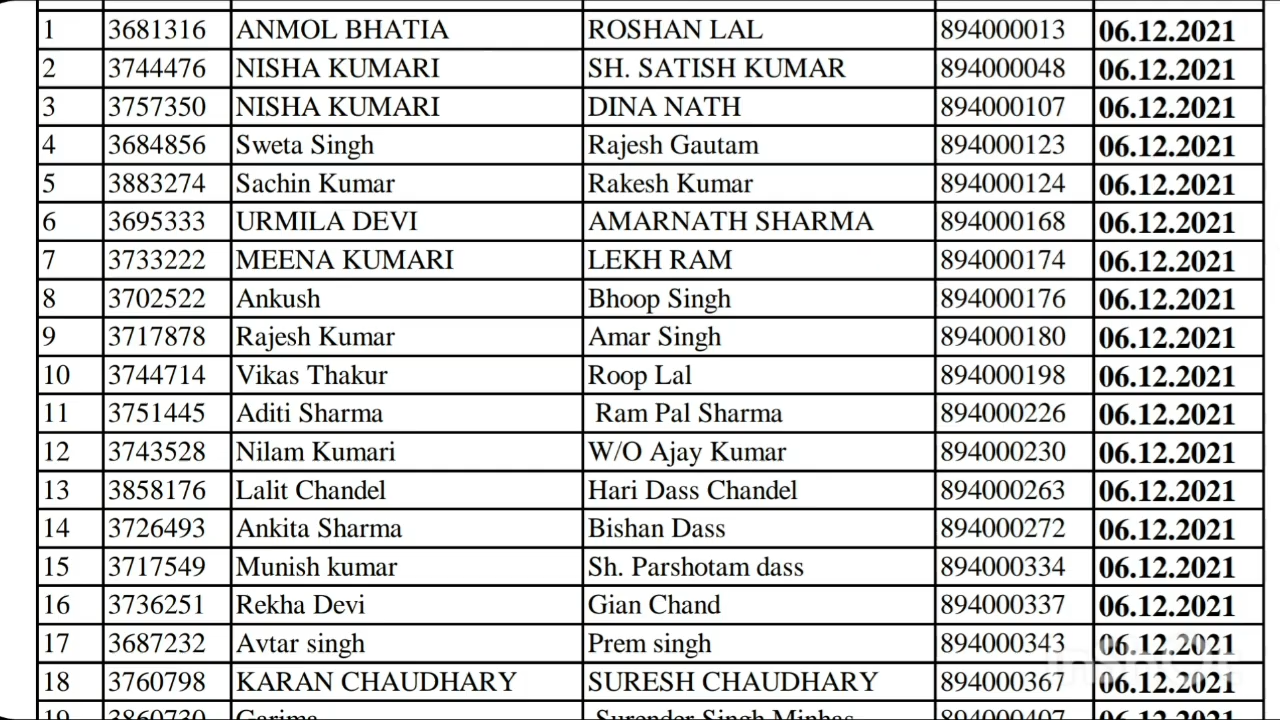 1 3681316 ANMOL BHATIA ROSHAN LAL 894000013 06.12.2021
2 3744476 NISHA KUMARI SH. SATISH KUMAR 894000048 06.12.2021
3 3757350 NISHA KUMARI DINA NATH 894000107 06.12.2021
4 3684856 Sweta Singh Rajesh Gautam 894000123 06.12.2021
5 3883274 Sachin Kumar Rakesh Kumar 894000124 06.12.2021
6 3695333 URMILA DEVI AMARNATH SHARMA 894000168 06.12.2021
7 3733222 MEENA KUMARI LEKH RAM 894000174 06.12.2021
8 3702522 Ankush Bhoop Singh 894000176 06.12.2021
9 3717878 Rajesh Kumar Amar Singh 894000180 06.12.2021
10 3744714 Vikas Thakur Roop Lal 894000198 06.12.2021
11 3751445 Aditi Sharma Ram Pal Sharma 894000226 06.12.2021
12 3743528 Nilam Kumari W/O Ajay Kumar 894000230 06.12.2021
13 3858176 Lalit Chandel Hari Dass Chandel 894000263 06.12.2021
14 3726493 Ankita Sharma Bishan Dass 894000272 06.12.2021
15 3717549 Munish kumar Sh. Parshotam dass 894000334 06.12.2021
16 3736251 Rekha Devi Gian Chand 894000337 06.12.2021
17 3687232 Avtar singh Prem singh 894000343 06.12.2021
18 3760798 KARAN CHAUDHARY SURESH CHAUDHARY 894000367 06.12.2021
19 3860730 Garima Surender Singh Minhas 894000407 06.12.2021